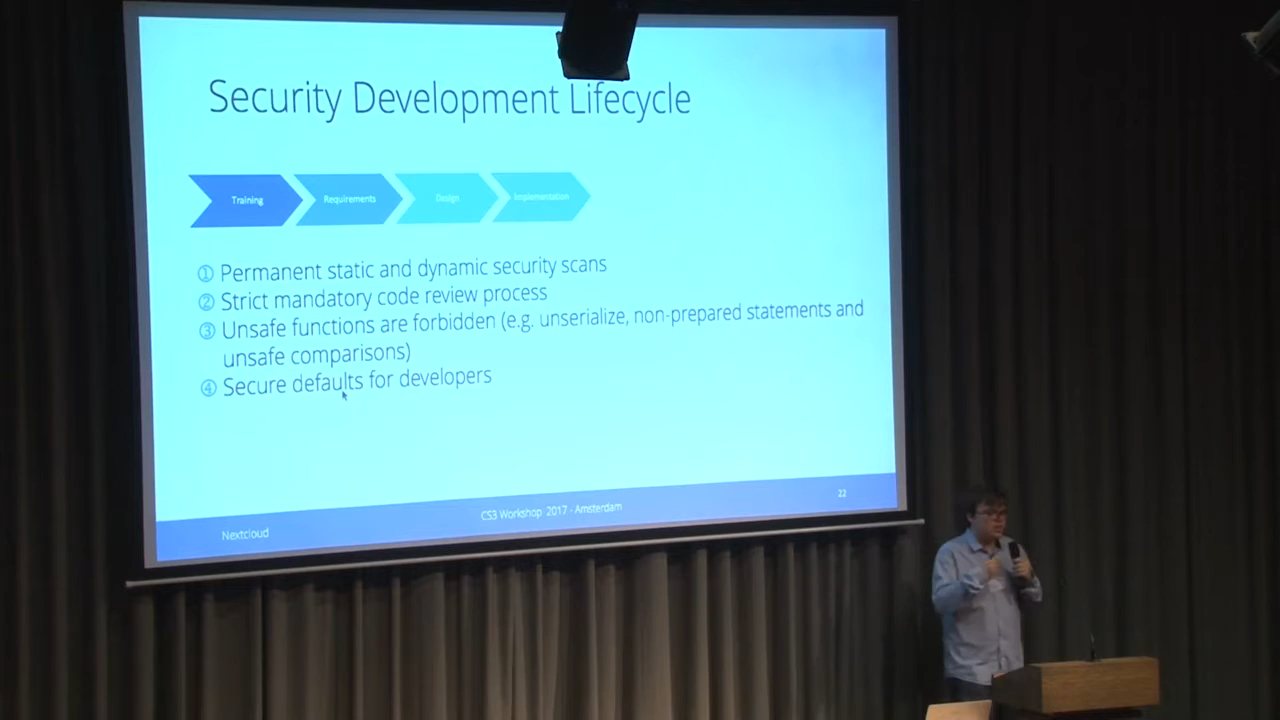 Security Development Lifecycle
Training
Requirements
Design
Implementation
① Permanent static and dynamic security scans
② Strict mandatory code review process
③ Unsafe functions are forbidden (e.g. unserialize, non-prepared statements and
unsafe comparisons)
④ Secure defaults for developers
Nextcloud
CS3 Workshop 2017 - Amsterdam
22